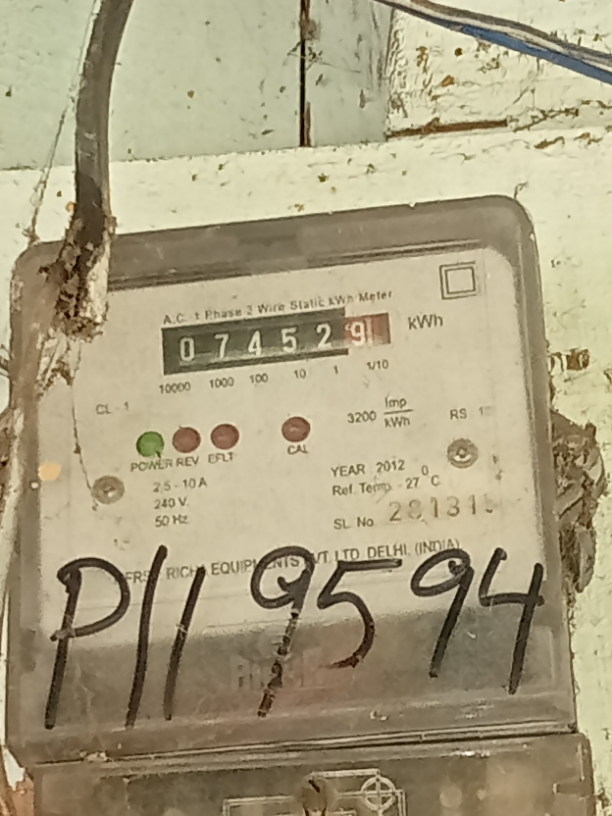 A.C. -1 Phase 2 Wire Static kWh Meter
0 7 4 5 2 9 kWh
10000 1000 100 10 1 1/10
CL - 1
3200 Imp/kWh
RS
POWER REV EFLT CAL
2.5 - 10 A
240 V.
50 Hz
YEAR 2012
Ref. Temp. -27 °C
SL. No.
EQUIPMENTS PVT. LTD. DELHI, (INDIA)
P/11 9594